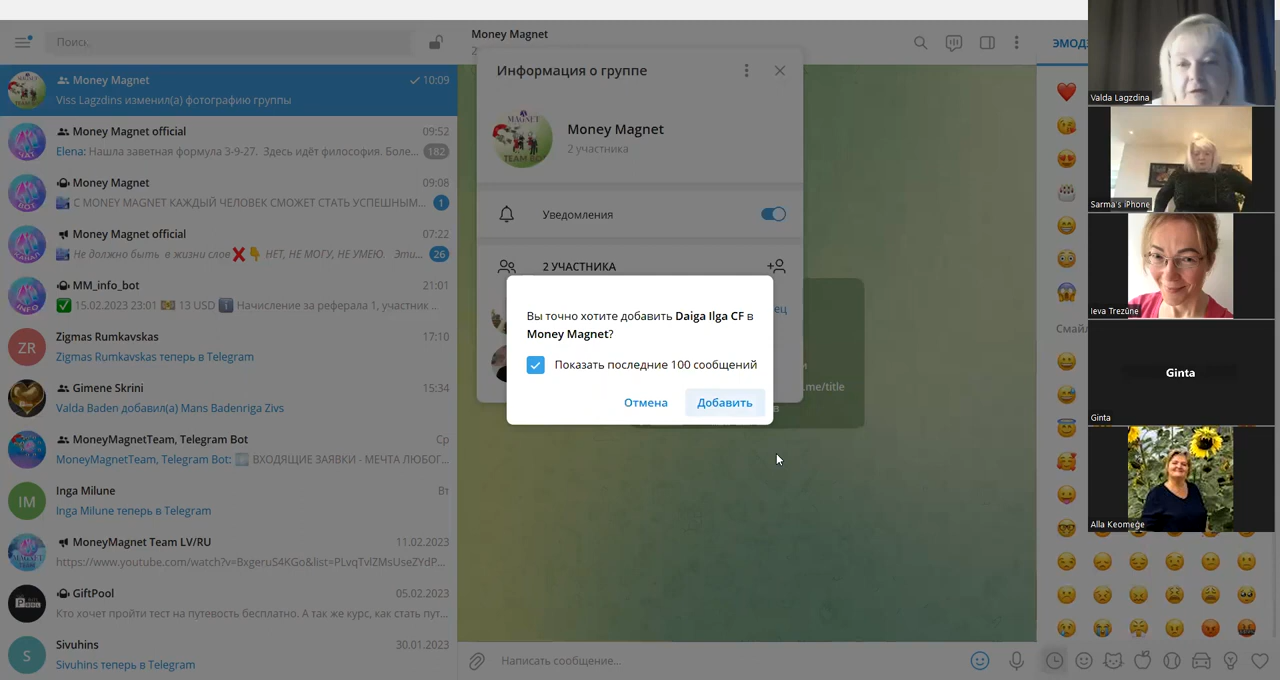 Поиск
Money Magnet
10:09
Viss Lagzdins изменил(а) фотографию группы
Money Magnet official
09:52
Elena: Нашла заветная формула 3-9-27. Здесь идёт философия. Боле...
182
Money Magnet
09:08
С MONEY MAGNET КАЖДЫЙ ЧЕЛОВЕК СМОЖЕТ СТАТЬ УСПЕШНЫМ...
1
Money Magnet official
07:22
Не должно быть в жизни слов❌👇 НЕТ, НЕ МОГУ, НЕ УМЕЮ. Эти...
26
MM_info_bot
21:01
✅ 15.02.2023 23:01 💵 13 USD ℹ️ Начисление за реферала 1, участник ...
ZR
Zigmas Rumkavskas
17:10
Zigmas Rumkavskas теперь в Telegram
Gimene Skrini
15:34
Valda Baden добавил(а) Mans Badenriga Zivs
MoneyMagnetTeam, Telegram Bot
Ср
MoneyMagnetTeam, Telegram Bot: ВХОДЯЩИЕ ЗАЯВКИ - МЕЧТА ЛЮБОГ...
IM
Inga Milune
Вт
Inga Milune теперь в Telegram
MoneyMagnet Team LV/RU
11.02.2023
https://www.youtube.com/watch?v=BxgeruS4KGo&list=PLvqTvlZMsUseZYdP...
GiftPool
05.02.2023
Кто хочет пройти тест на путевость бесплатно. А так же курс, как стать пут...
S
Sivuhins
30.01.2023
Sivuhins теперь в Telegram
Money Magnet
2
Информация о группе
MAGNET
Money Magnet
2 участника
Уведомления
2 УЧАСТНИКА
ец
.me/title
Вы точно хотите добавить Daiga Ilga CF в
Money Magnet?
Показать последние 100 сообщений
Отмена
Добавить
Написать сообщение...
ЭМОД
Смай
Valda Lagzdina
Sarma's iPhone
Ieva Trezūne
Ginta
Ginta
Alla Keomege